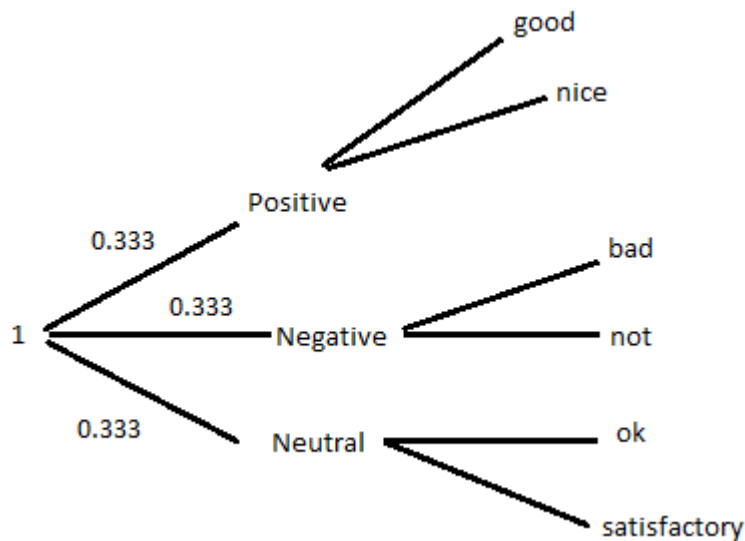 good
nice
Positive
0.333
bad
0.333
1
Negative
not
0.333
Neutral
ok
satisfactory